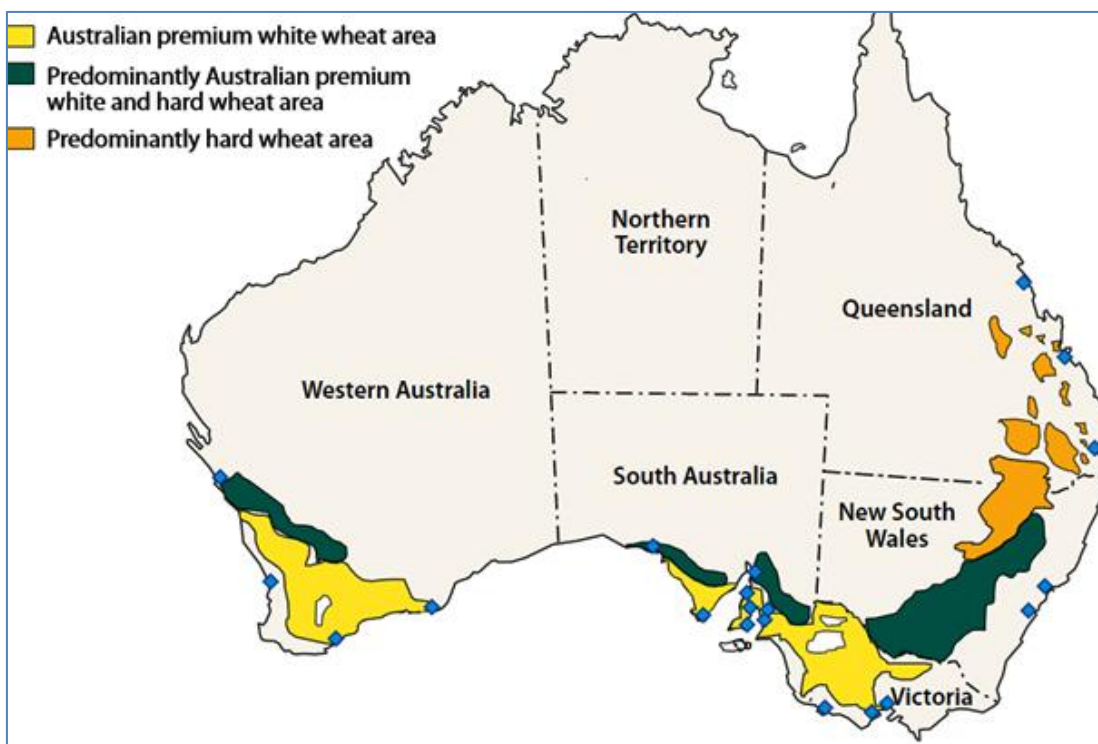 Australian premium white wheat area
Predominantly Australian premium
white and hard wheat area
Predominantly hard wheat area
Northern
Territory
Queensland
Western Australia
South Australia
New South
Wales
Victoria